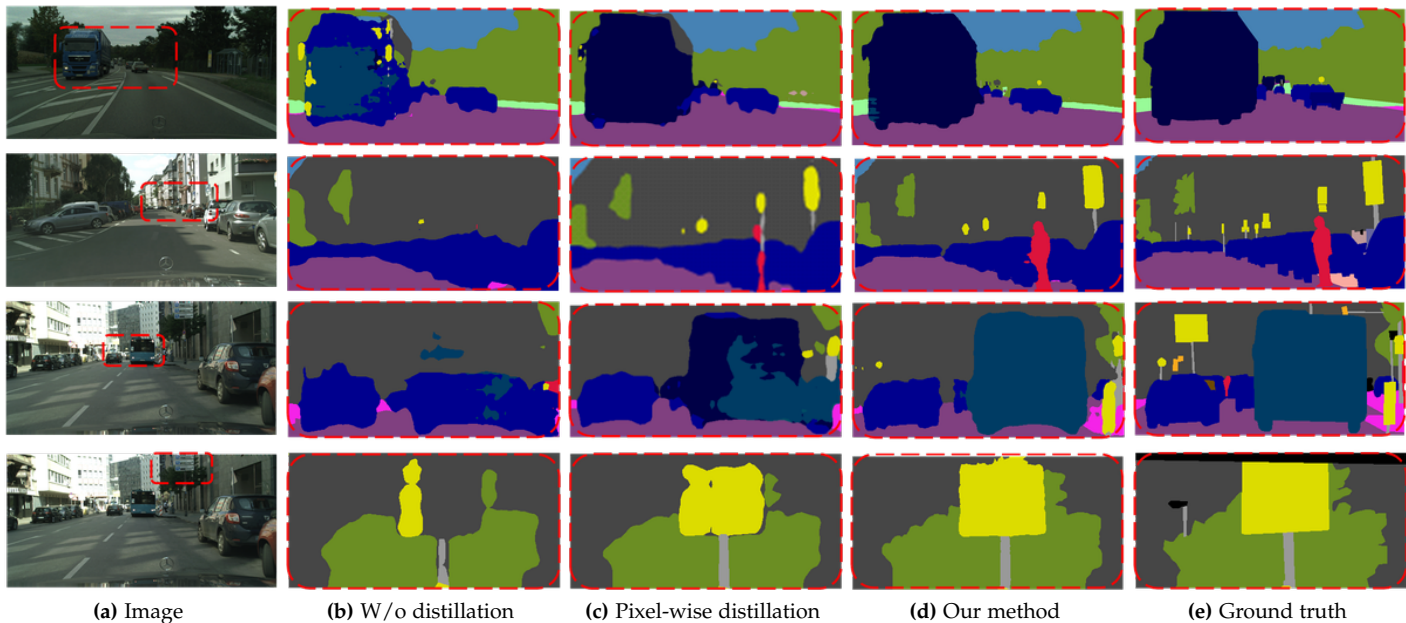 (a) Image
(b) W/o distillation
(c) Pixel-wise distillation
(d) Our method
(e) Ground truth